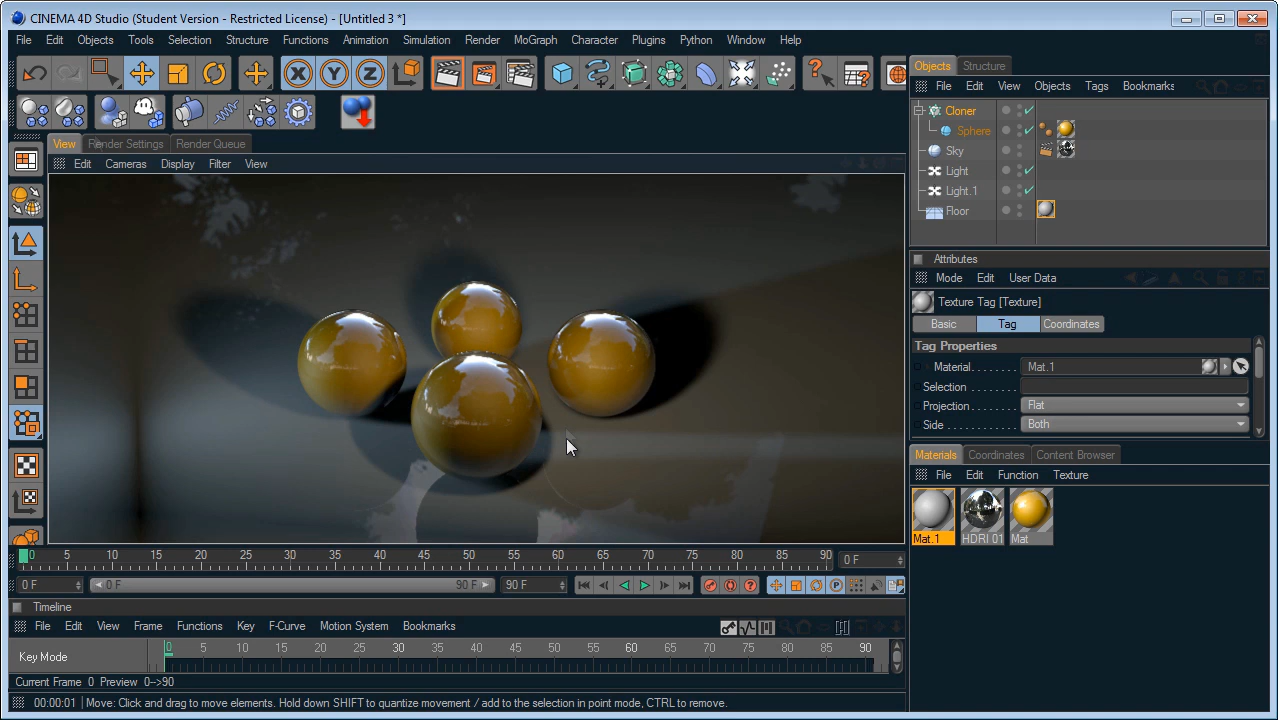 CINEMA 4D Studio (Student Version - Restricted License) - [Untitled 3 *]
File Edit Objects Tools Selection Structure Functions Animation Simulation Render MoGraph Character Plugins Python Window Help
X Y Z
View Render Settings Render Queue
Edit Cameras Display Filter View
Objects Structure
File Edit View Objects Tags Bookmarks
Cloner
Sphere
Sky
Light
Light.1
Floor
Attributes
Mode Edit User Data
Texture Tag [Texture]
Basic Tag Coordinates
Tag Properties
Material. . . . . . . Mat.1
Selection
Projection Flat
Side. . . . . . . . . . . . Both
Materials Coordinates Content Browser
File Edit Function Texture
Mat.1 HDRI 01 Mat
0 5 10 15 20 25 30 35 40 45 50 55 60 65 70 75 80 85 90 0 F
0 F 0 F 90 F 90 F
Timeline
File Edit View Frame Functions Key F-Curve Motion System Bookmarks
0 5 10 15 20 25 30 35 40 45 50 55 60 65 70 75 80 85 90
Key Mode
Current Frame 0 Preview 0-->90
00:00:01 Move: Click and drag to move elements. Hold down SHIFT to quantize movement / add to the selection in point mode, CTRL to remove.